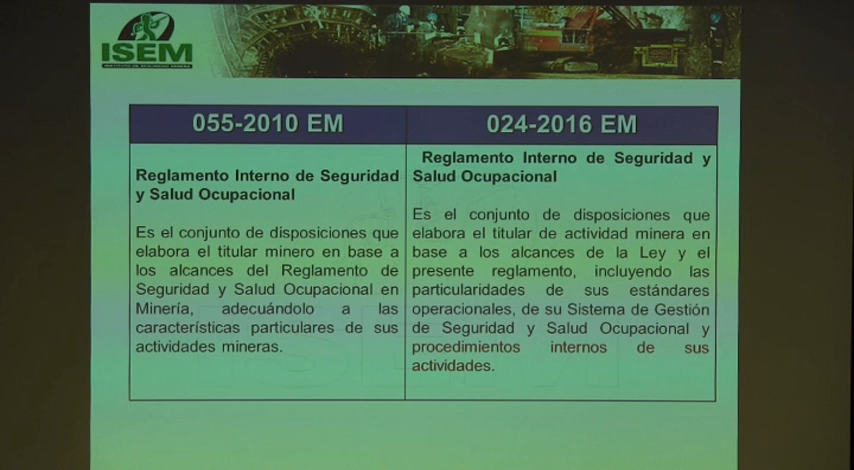 ISEM
INSTITUTO DE SEGURIDAD MINERA
055-2010 EM
Reglamento Interno de Seguridad
y Salud Ocupacional
Es el conjunto de disposiciones que
elabora el titular minero en base a
los alcances del Reglamento de
Seguridad y Salud Ocupacional en
Minería, adecuándolo a las
características particulares de sus
actividades mineras.
024-2016 EM
Reglamento Interno de Seguridad y
Salud Ocupacional
Es el conjunto de disposiciones que
elabora el titular de actividad minera en
base a los alcances de la Ley y el
presente reglamento, incluyendo las
particularidades de sus estándares
operacionales, de su Sistema de Gestión
de Seguridad y Salud Ocupacional y
procedimientos internos de sus
actividades.